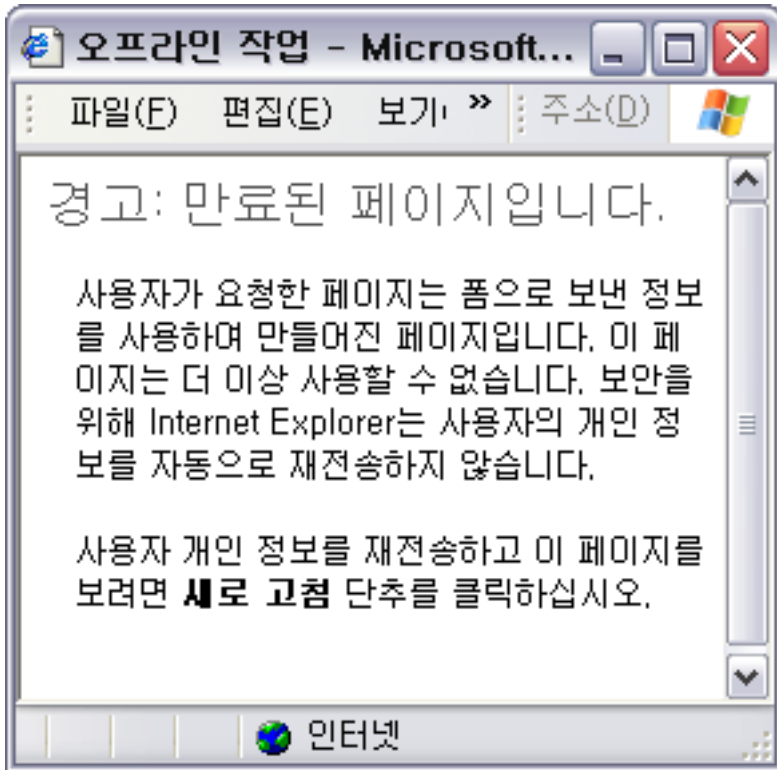 오프라인 작업 - Microsoft...
파일(F) 편집(E) 보기( » 주소(D)
경고: 만료된 페이지입니다.
사용자가 요청한 페이지는 폼으로 보낸 정보
를 사용하여 만들어진 페이지입니다. 이 페
이지는 더 이상 사용할 수 없습니다. 보안을
위해 Internet Explorer는 사용자의 개인 정
보를 자동으로 재전송하지 않습니다.
사용자 개인 정보를 재전송하고 이 페이지를
보려면 새로 고침 단추를 클릭하십시오.
인터넷